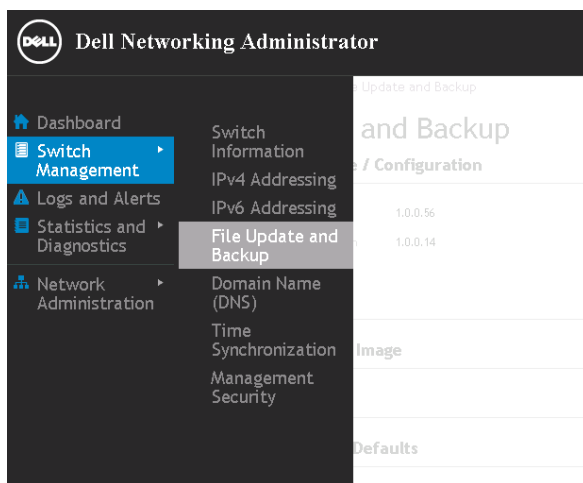 DELL
Dell Networking Administrator
e Update and Backup
Dashboard
Switch
Management
Logs and Alerts
Statistics and
Diagnostics
Network
Administration
Switch
Information
IPv4 Addressing
IPv6 Addressing
File Update and
Backup
Domain Name
(DNS)
Time
Synchronization
Management
Security
and Backup
e / Configuration
1.0.0.56
n 1.0.0.14
Image
Defaults